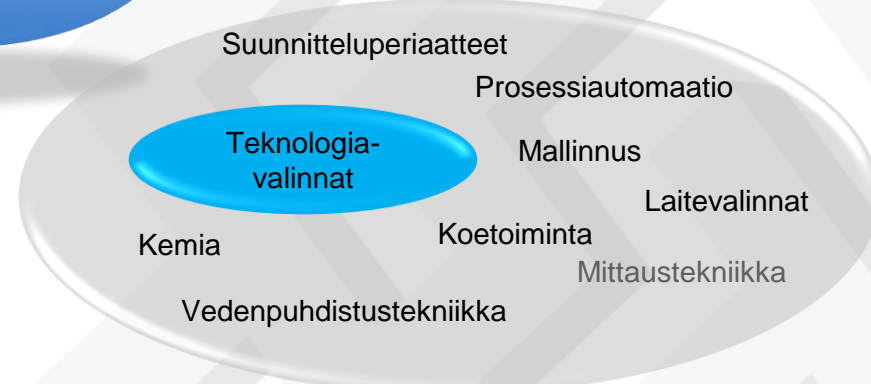 Suunnitteluperiaatteet
Prosessiautomaatio
Teknologia-
valinnat
Mallinnus
Laitevalinnat
Kemia
Koetoiminta
Mittaustekniikka
Vedenpuhdistustekniikka